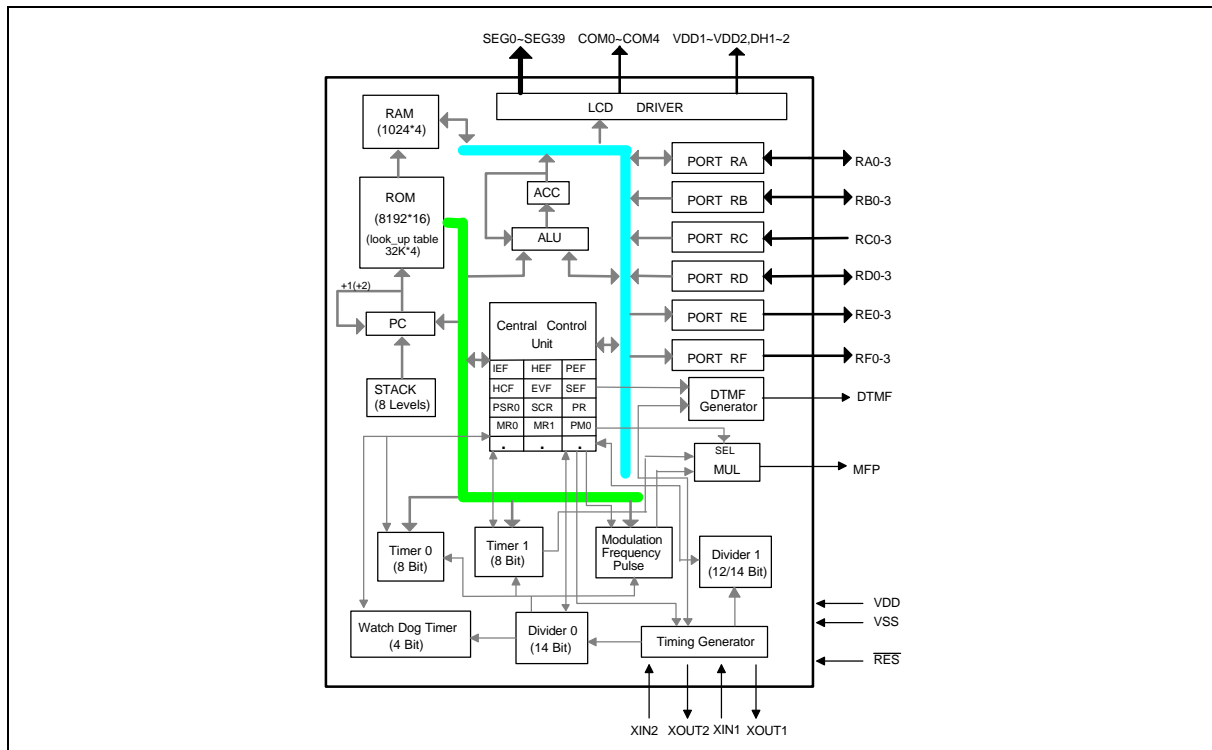 SEG0~SEG39 COM0~COM4 VDD1~VDD2,DH1~2
LCD DRIVER
RAM
(1024*4)
ROM
(8192*16)
(look_up table
32K*4)
+1(+2)
PC
STACK
(8 Levels)
ACC
ALU
Central Control
Unit
IEF HEF PEF
HCF EVF SEF
PSR0 SCR PR
MR0 MR1 PM0
. . .
PORT RA RA0-3
PORT RB RB0-3
PORT RC RC0-3
PORT RD RD0-3
PORT RE RE0-3
PORT RF RF0-3
DTMF
Generator
DTMF
SEL
MUL
MFP
Timer 0
(8 Bit)
Timer 1
(8 Bit)
Modulation
Frequency
Pulse
Divider 1
(12/14 Bit)
Watch Dog Timer
(4 Bit)
Divider 0
(14 Bit)
Timing Generator
VDD
VSS
RES
XIN2 XOUT2 XIN1 XOUT1